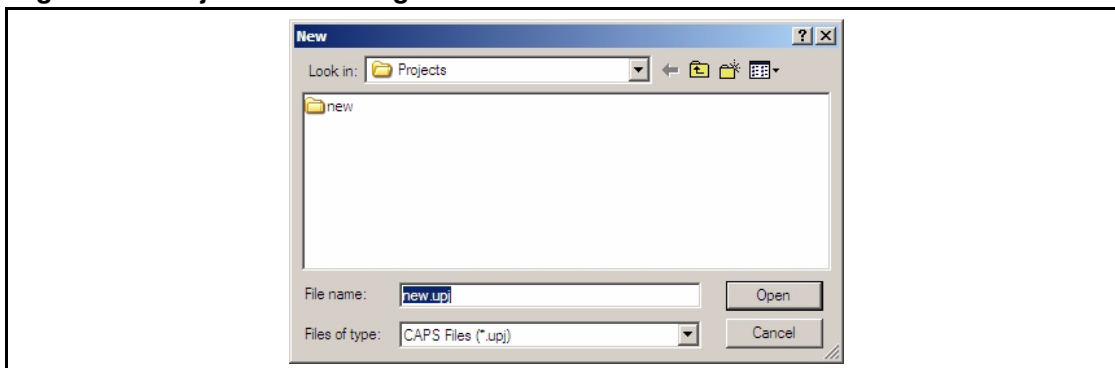 New
Look in: Projects
new
File name: new.upj
Open
Files of type: CAPS Files (*.upj)
Cancel